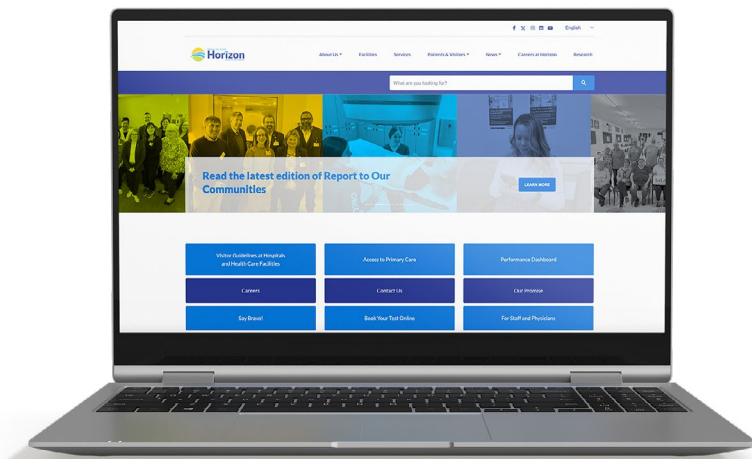 English
Horizon
About Us
Facilities
Services
Patients & Visitors
News
Careers at Horizon
Research
What are you looking for?
Read the latest edition of Report to Our
Communities
LEARN MORE
Visitor Guidelines at Hospitals
and Health Care Facilities
Access to Primary Care
Performance Dashboard
Careers
Contact Us
Our Promise
Say Bravo!
Book Your Test Online
For Staff and Physicians